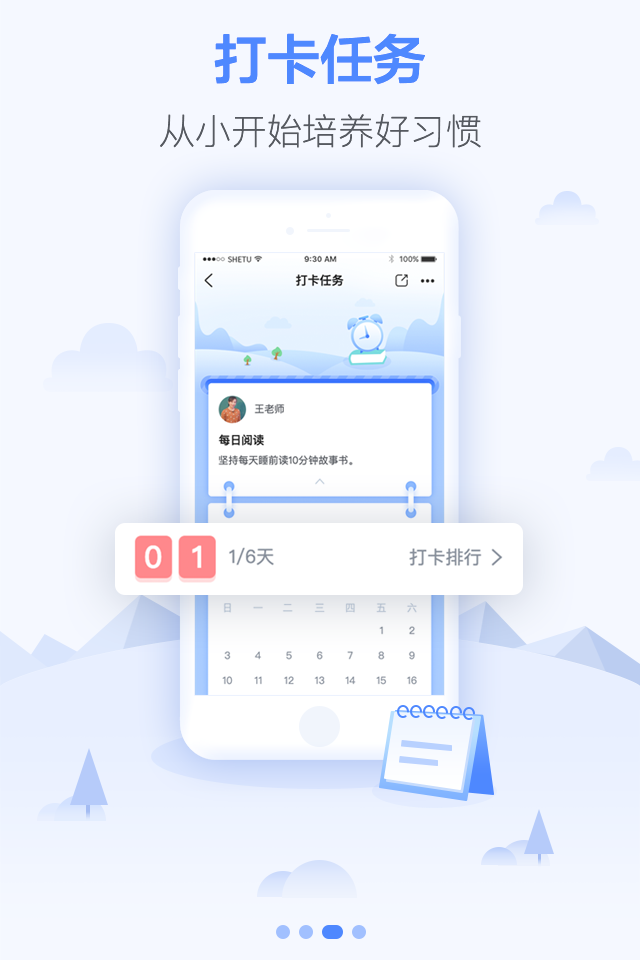 打卡任务
从小开始培养好习惯
SHETU 9:30 AM 100%
打卡任务
王老师
每日阅读
坚持每天睡前读10分钟故事书。
01 1/6天 打卡排行
日 一 二 三 四 五 六
1 2
3 4 5 6 7 8 9
10 11 12 13 14 15 16